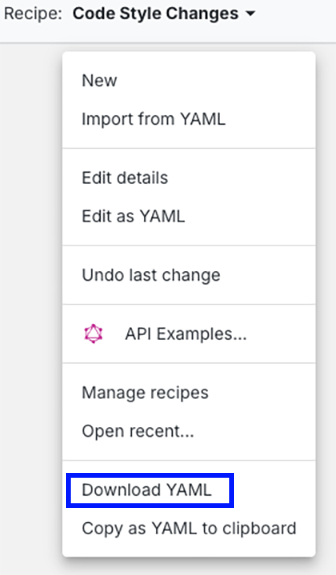 Recipe: Code Style Changes
New
Import from YAML
Edit details
Edit as YAML
Undo last change
API Examples...
Manage recipes
Open recent...
Download YAML
Copy as YAML to clipboard